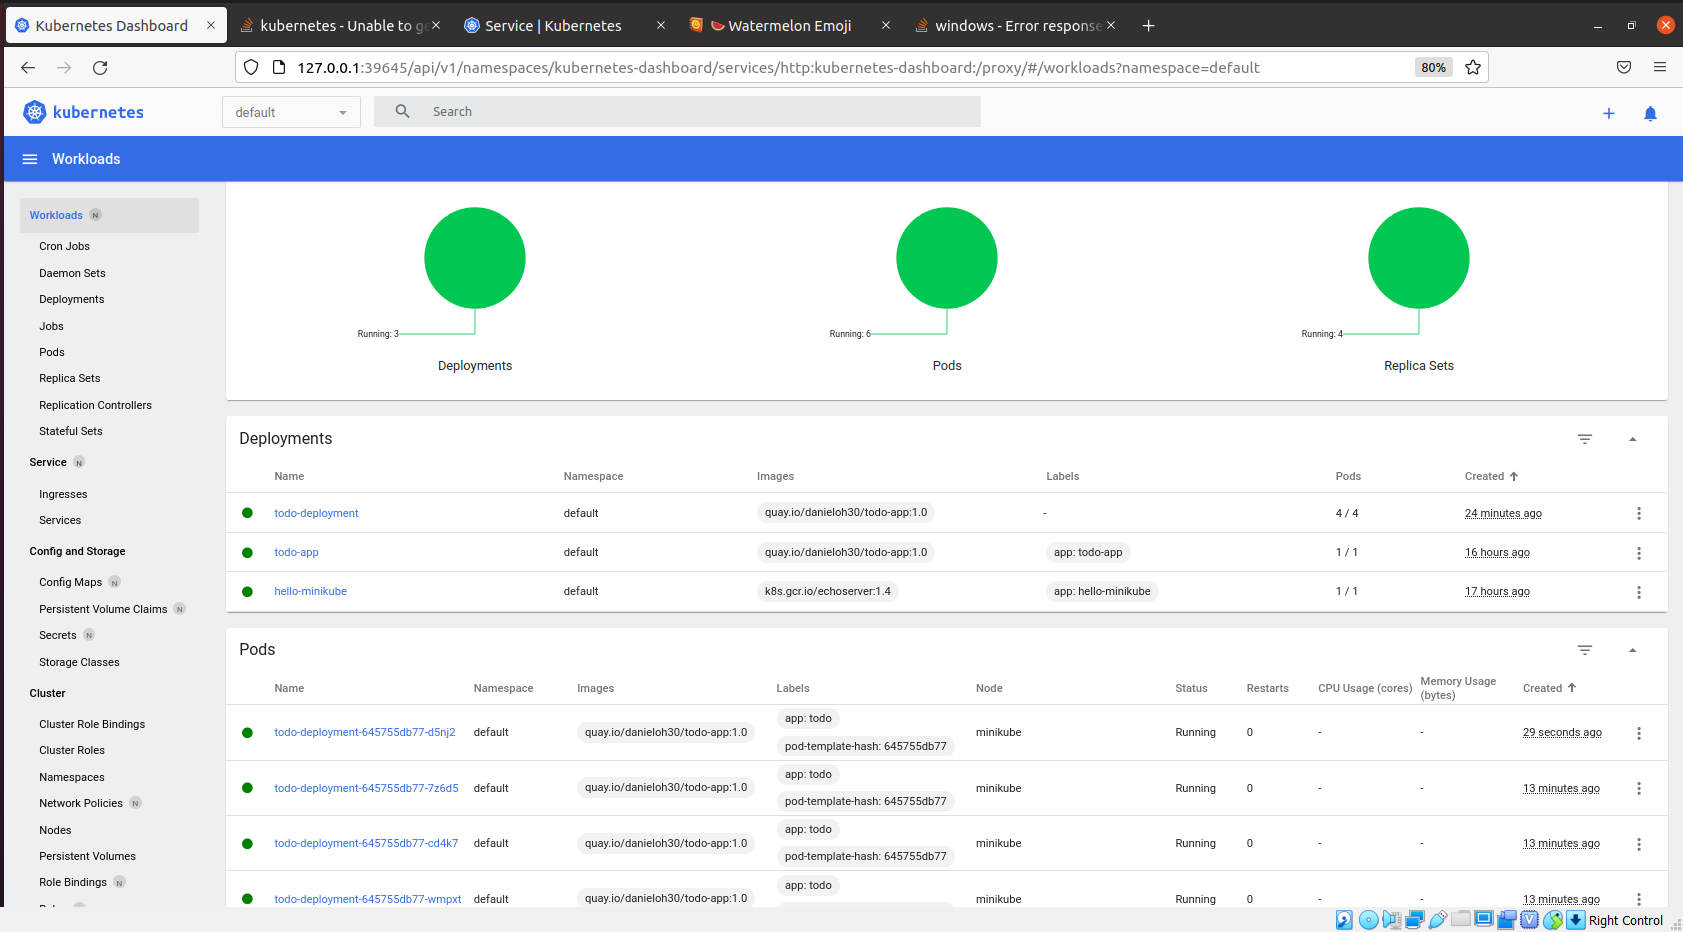 Kubernetes Dashboard
kubernetes - Unable to ge
Service | Kubernetes
Watermelon Emoji
windows - Error response
127.0.0.1:39645/api/v1/namespaces/kubernetes-dashboard/services/http:kubernetes-dashboard:/proxy/#/workloads?namespace=default
80%
kubernetes
default
Search
Workloads
Workloads N
Cron Jobs
Daemon Sets
Deployments
Jobs
Pods
Replica Sets
Replication Controllers
Stateful Sets
Service N
Ingresses
Services
Config and Storage
Config Maps N
Persistent Volume Claims N
Secrets N
Storage Classes
Cluster
Cluster Role Bindings
Cluster Roles
Namespaces
Network Policies N
Nodes
Persistent Volumes
Role Bindings N
Running: 3
Deployments
Running: 6
Pods
Running: 4
Replica Sets
Deployments
Name Namespace Images Labels Pods Created
todo-deployment default quay.io/danieloh30/todo-app:1.0 - 4 / 4 24 minutes ago
todo-app default quay.io/danieloh30/todo-app:1.0 app: todo-app 1 / 1 16 hours ago
hello-minikube default k8s.gcr.io/echoserver:1.4 app: hello-minikube 1 / 1 17 hours ago
Pods
Name Namespace Images Labels Node Status Restarts CPU Usage (cores) Memory Usage (bytes) Created
app: todo
todo-deployment-645755db77-d5nj2 default quay.io/danieloh30/todo-app:1.0 minikube Running 0 - - 29 seconds ago
pod-template-hash: 645755db77
app: todo
todo-deployment-645755db77-7z6d5 default quay.io/danieloh30/todo-app:1.0 minikube Running 0 - - 13 minutes ago
pod-template-hash: 645755db77
app: todo
todo-deployment-645755db77-cd4k7 default quay.io/danieloh30/todo-app:1.0 minikube Running 0 - - 13 minutes ago
pod-template-hash: 645755db77
app: todo
todo-deployment-645755db77-wmpxt default quay.io/danieloh30/todo-app:1.0 minikube Running 0 - - 13 minutes ago
Right Control